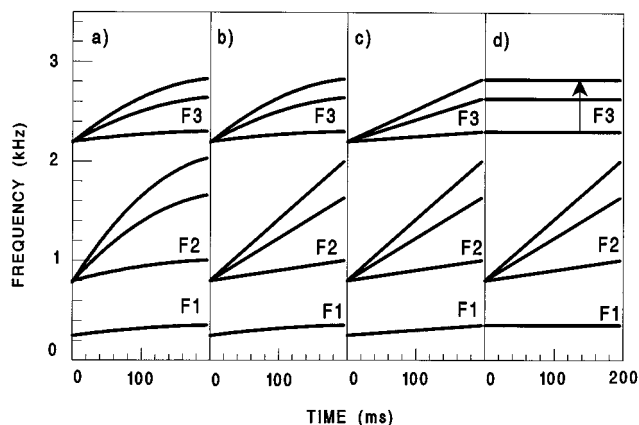 3
a)
b)
c)
d)
F3
F3
F3
F3
2
FREQUENCY (kHz)
F2
F2
F2
F2
1
F1
F1
F1
F1
0
0 100 0 100 0 100 0 100 200
TIME (ms)